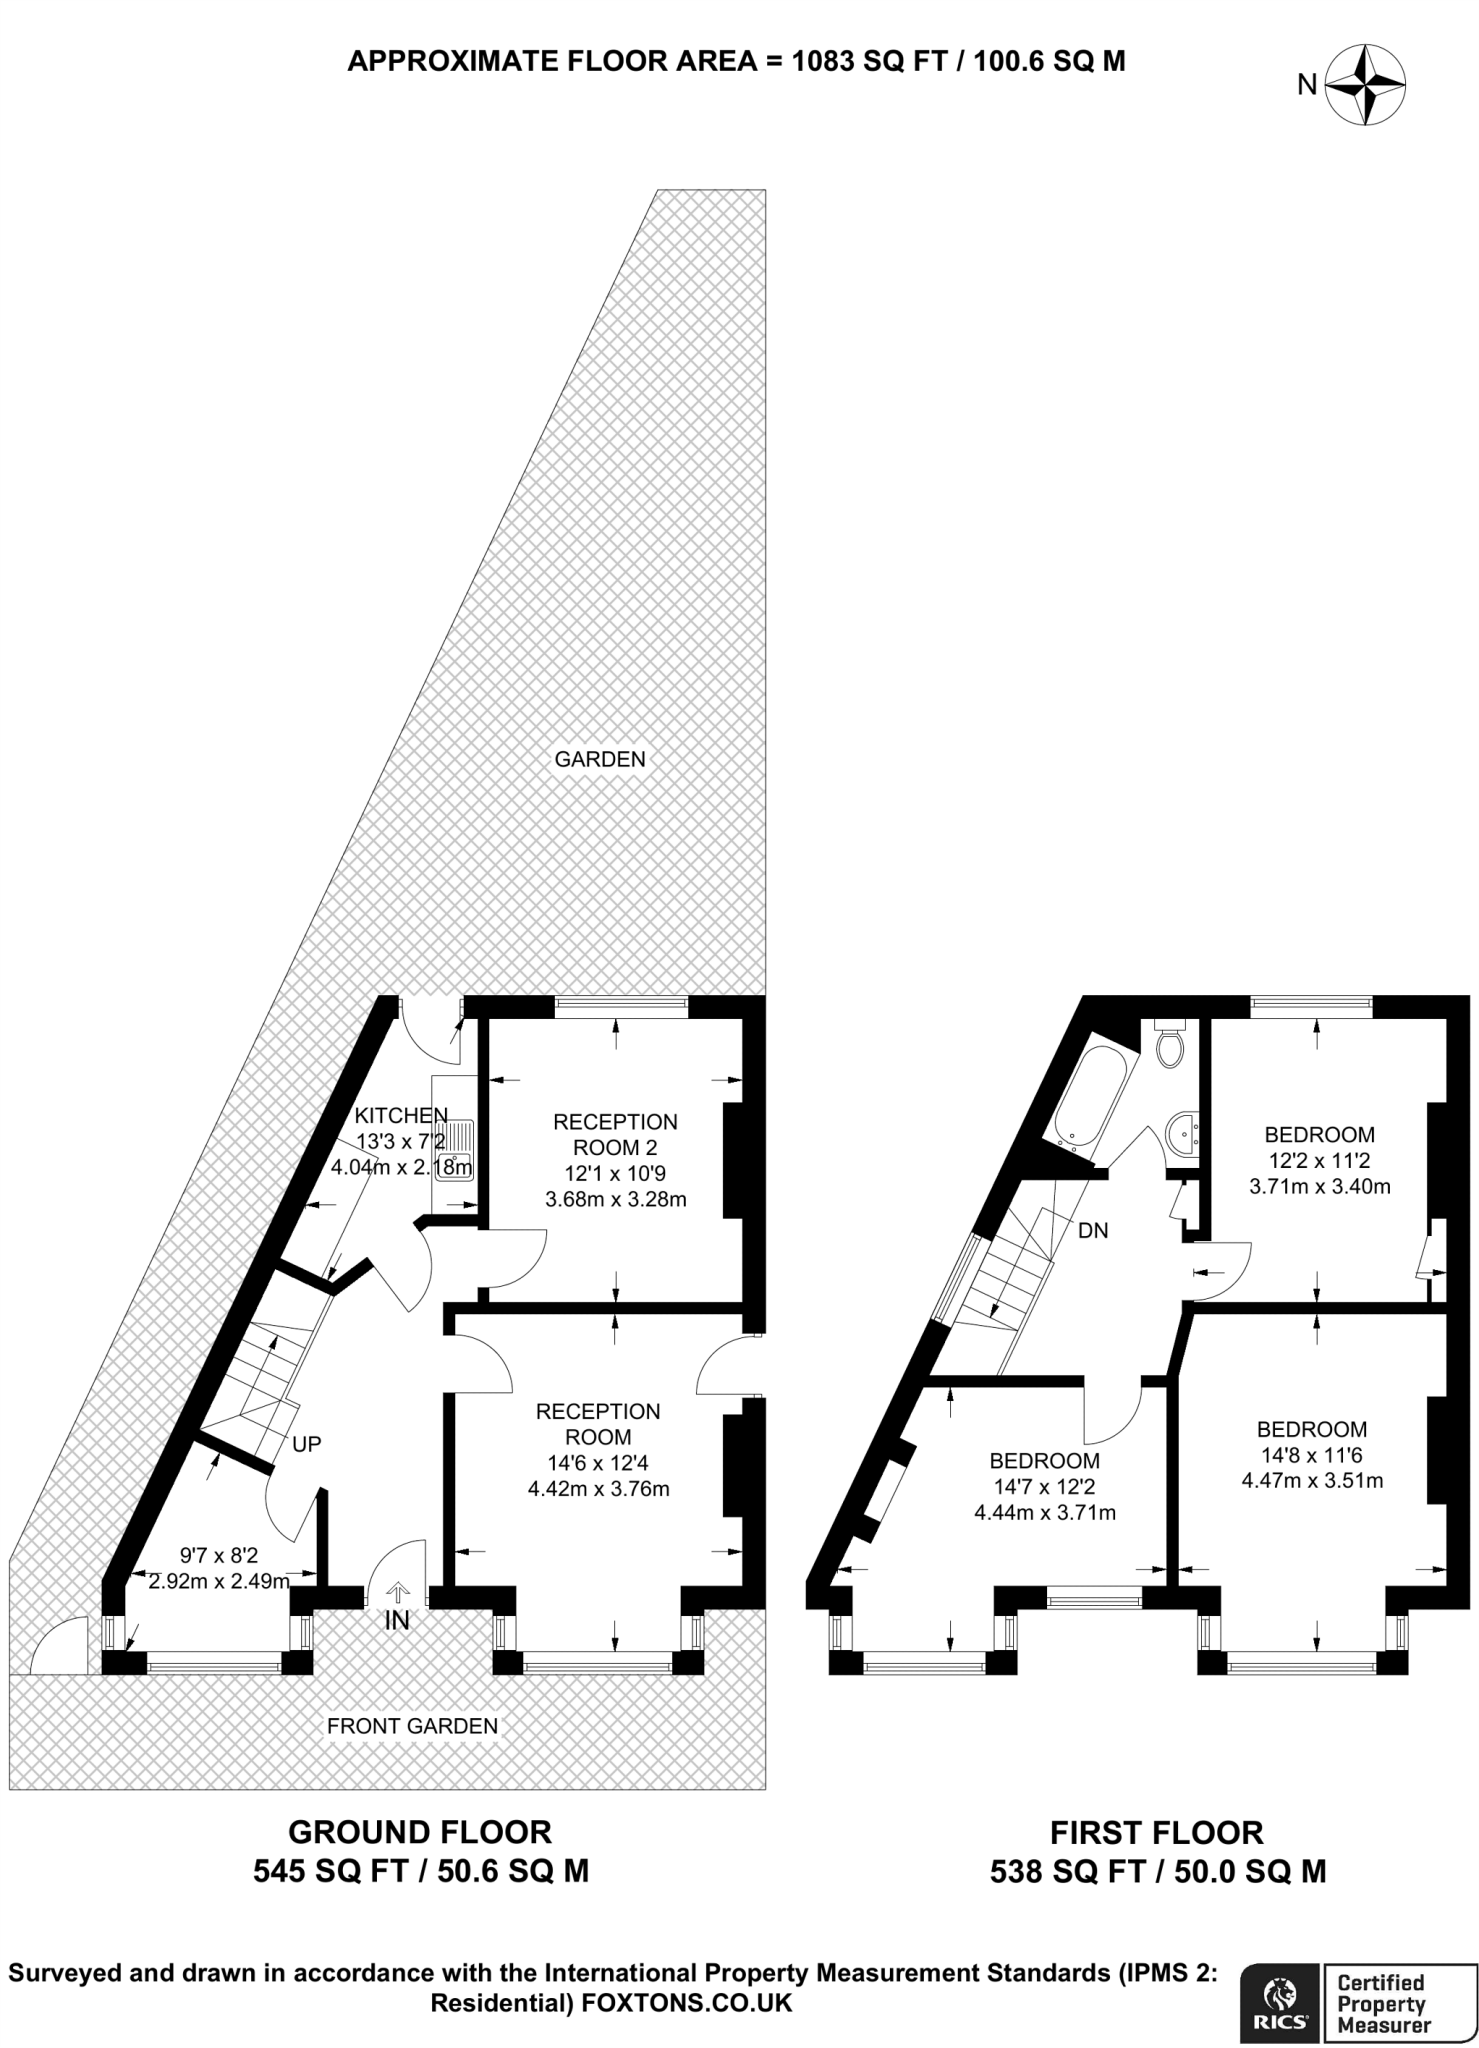 APPROXIMATE FLOOR AREA = 1083 SQ FT / 100.6 SQ M
N
GARDEN
KITCHEN
13'3 x 7'2
4.04m x 2.18m
RECEPTION
ROOM 2
12'1 x 10'9
3.68m x 3.28m
UP
RECEPTION
ROOM
14'6 x 12'4
4.42m x 3.76m
9'7 x 8'2
2.92m x 2.49m
IN
FRONT GARDEN
GROUND FLOOR
545 SQ FT / 50.6 SQ M
BEDROOM
12'2 x 11'2
3.71m x 3.40m
DN
BEDROOM
14'7 x 12'2
4.44m x 3.71m
BEDROOM
14'8 x 11'6
4.47m x 3.51m
FIRST FLOOR
538 SQ FT / 50.0 SQ M
Surveyed and drawn in accordance with the International Property Measurement Standards (IPMS 2:
Residential) FOXTONS.CO.UK
RICS
Certified
Property
Measurer